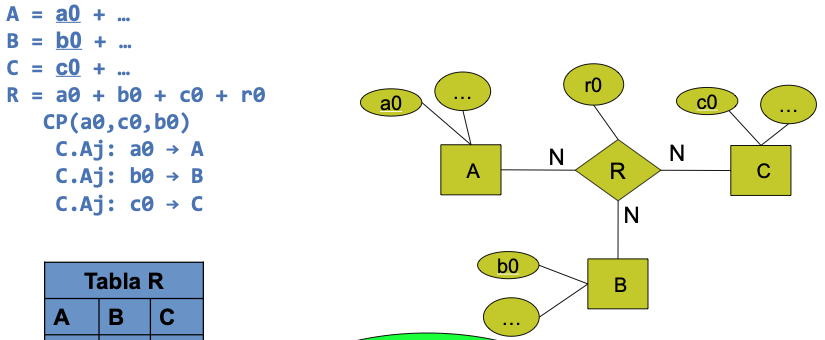 A = a0 + …
B = b0 + …
C = c0 + …
R = a0 + b0 + c0 + r0
CP(a0,c0,b0)
C.Aj: a0 → A
C.Aj: b0 → B
C.Aj: c0 → C
Tabla R
A B C
a0
…
r0
c0
…
A
N
R
N
C
N
b0
B
…